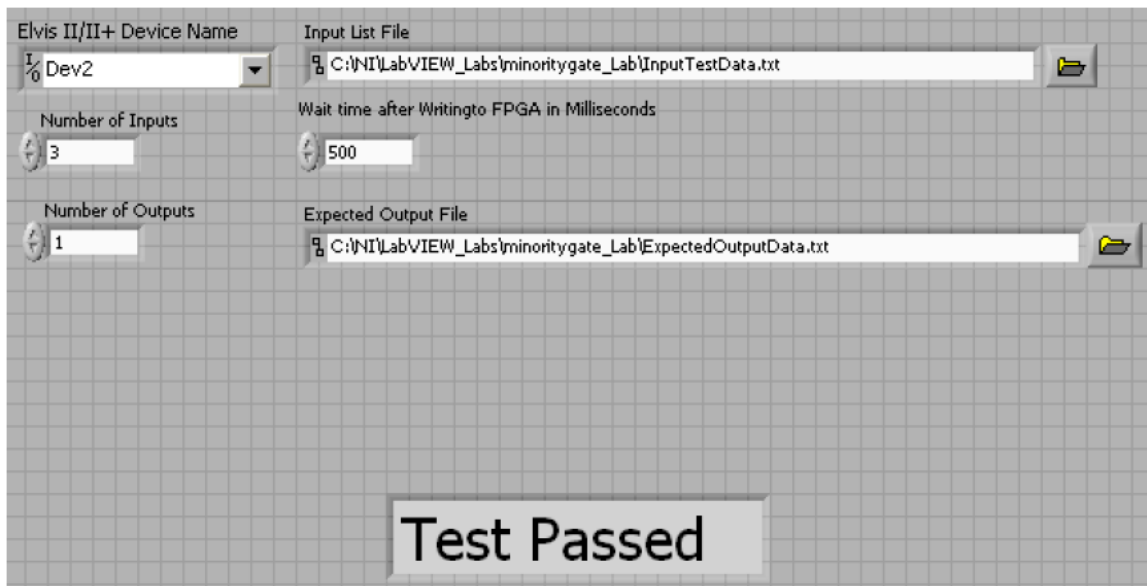 Elvis II/II+ Device Name
Input List File
Dev2
C:\NI\LabVIEW_Labs\minoritygate_Lab\InputTestData.txt
Number of Inputs
Wait time after Writingto FPGA in Milliseconds
3
500
Number of Outputs
Expected Output File
1
C:\NI\LabVIEW_Labs\minoritygate_Lab\ExpectedOutputData.txt
Test Passed